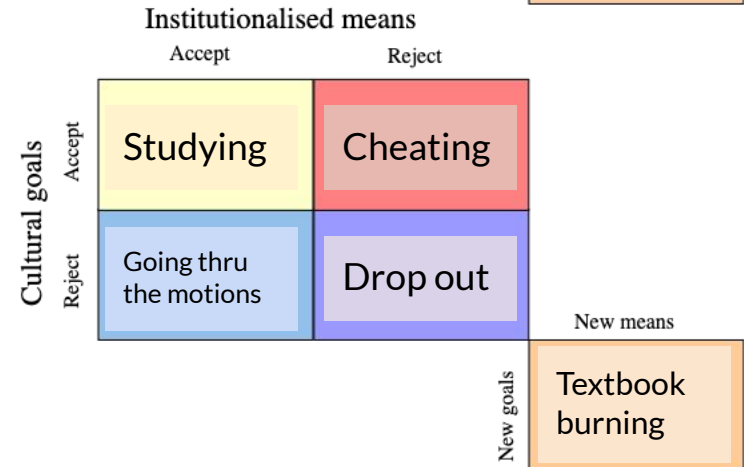 Institutionalised means
Accept
Reject
Cultural goals
Accept
Studying
Cheating
Reject
Going thru
the motions
Drop out
New means
New goals
Textbook
burning